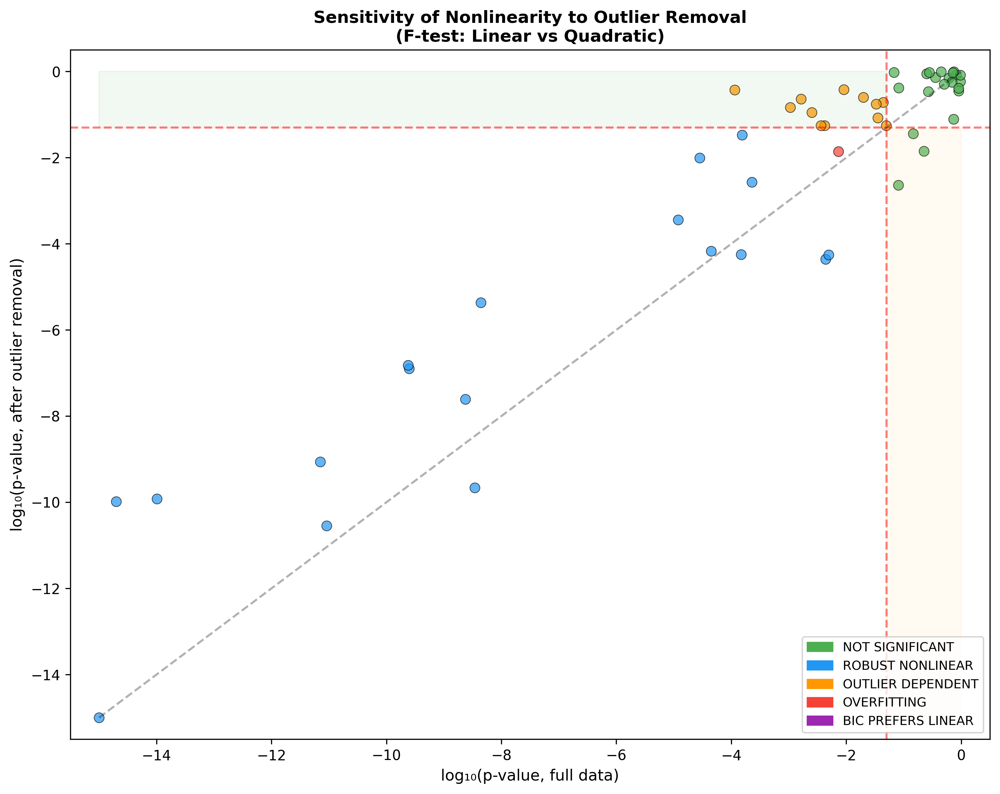 Sensitivity of Nonlinearity to Outlier Removal
(F-test: Linear vs Quadratic)
log₁₀(p-value, after outlier removal)
0
−2
−4
−6
−8
−10
−12
−14
NOT SIGNIFICANT
ROBUST NONLINEAR
OUTLIER DEPENDENT
OVERFITTING
BIC PREFERS LINEAR
−14
−12
−10
−8
−6
−4
−2
0
log₁₀(p-value, full data)